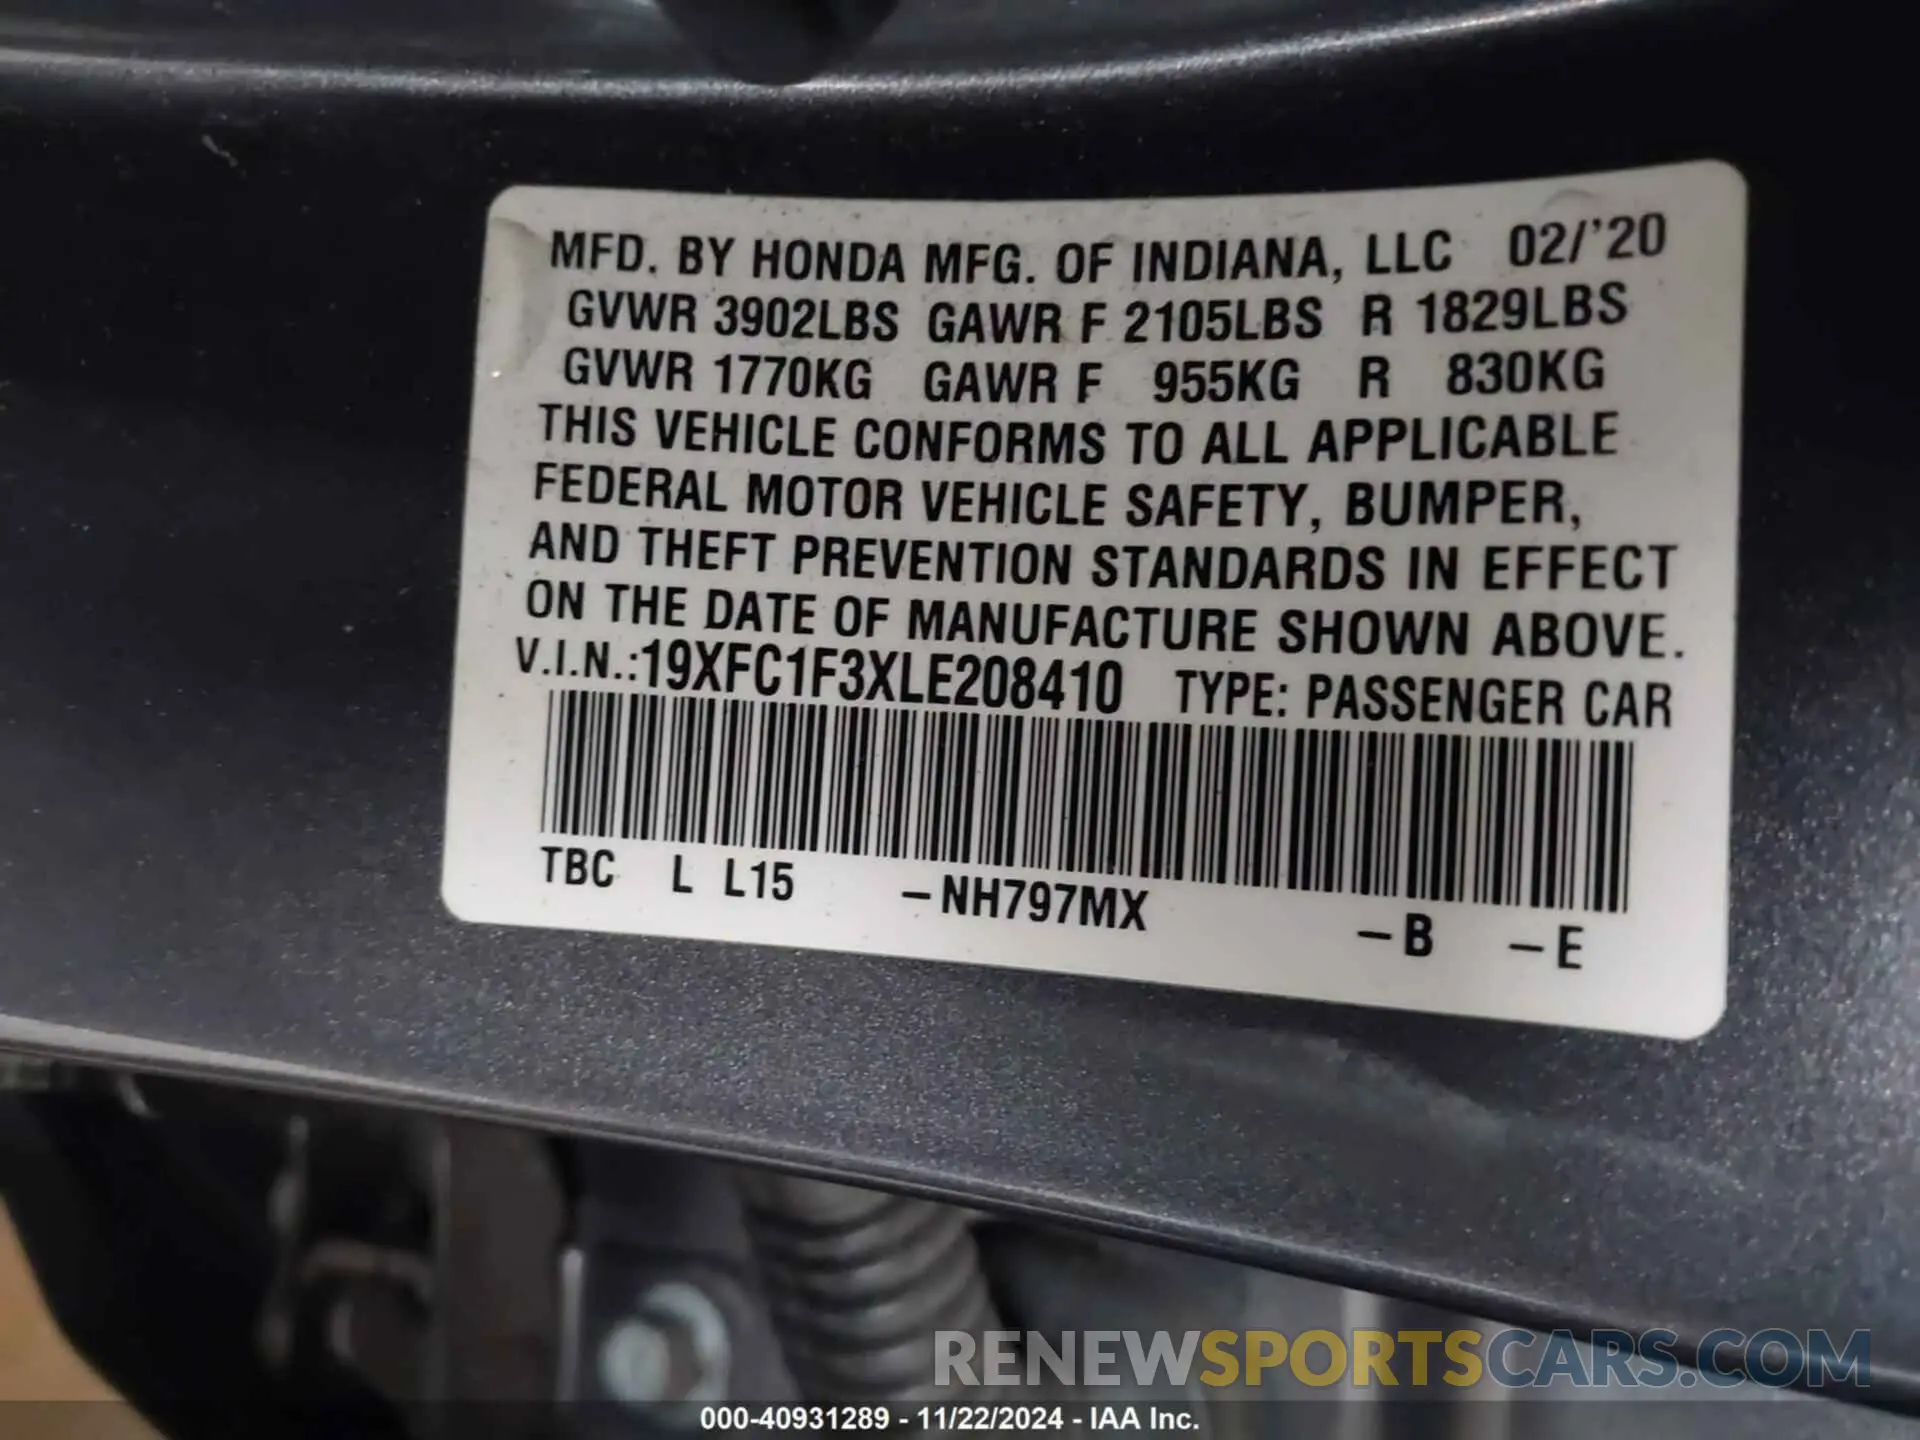 MFD. BY HONDA MFG. OF INDIANA, LLC 02/'20
GVWR 3902LBS GAWR F 2105LBS R 1829LBS
GVWR 1770KG GAWR F 955KG R 830KG
THIS VEHICLE CONFORMS TO ALL APPLICABLE
FEDERAL MOTOR VEHICLE SAFETY, BUMPER,
AND THEFT PREVENTION STANDARDS IN EFFECT
ON THE DATE OF MANUFACTURE SHOWN ABOVE.
V.I.N.:19XFC1F3XLE208410 TYPE: PASSENGER CAR
TBC L L15 –NH797MX –B –E
RENEWSPORTSCARS.COM
000-40931289 - 11/22/2024 - IAA Inc.